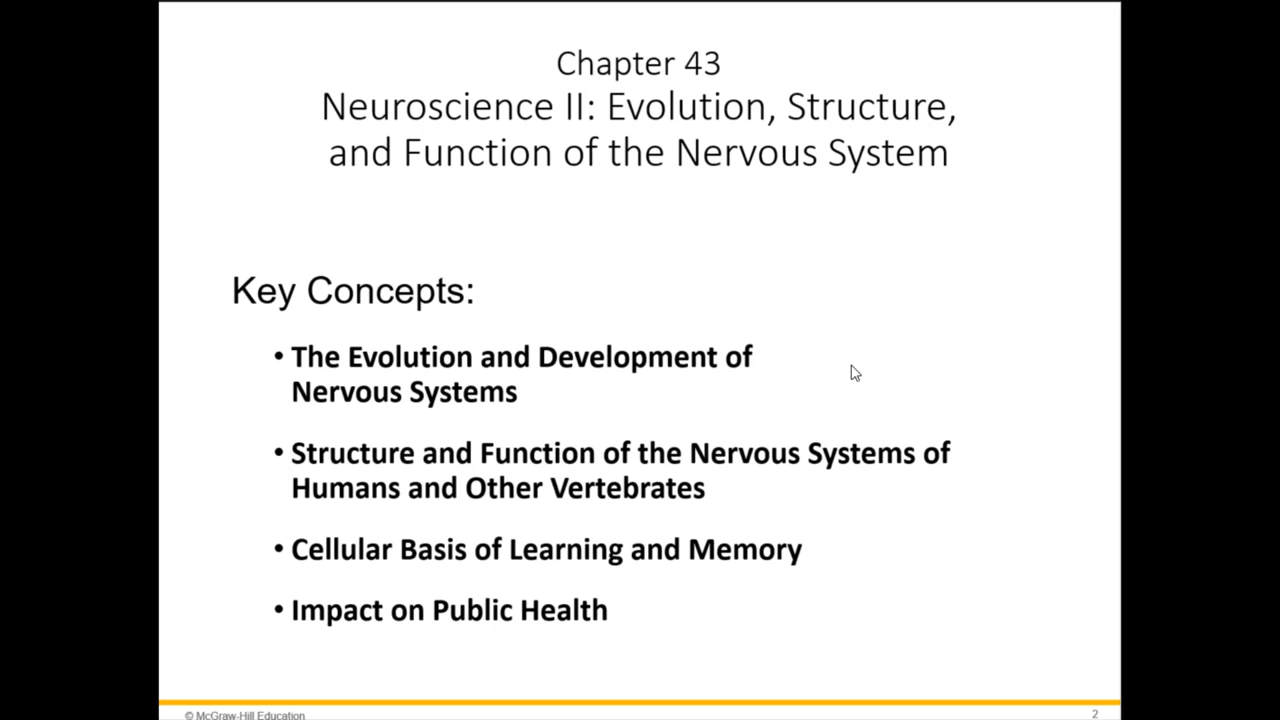 Chapter 43
Neuroscience II: Evolution, Structure,
and Function of the Nervous System
Key Concepts:
• The Evolution and Development of
Nervous Systems
• Structure and Function of the Nervous Systems of
Humans and Other Vertebrates
• Cellular Basis of Learning and Memory
• Impact on Public Health
© McGraw-Hill Education
2